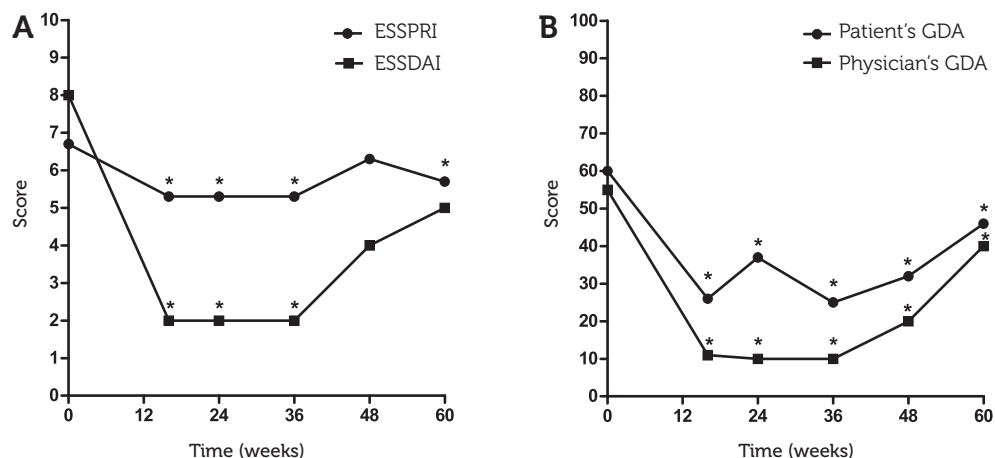 A
10
9
8
7
6
5
4
3
2
1
0
Score
ESSPRI
ESSDAI
* * * *
* * *
0 12 24 36 48 60
Time (weeks)
B
100
90
80
70
60
50
40
30
20
10
0
Score
Patient's GDA
Physician's GDA
* * * * *
* * * * *
0 12 24 36 48 60
Time (weeks)